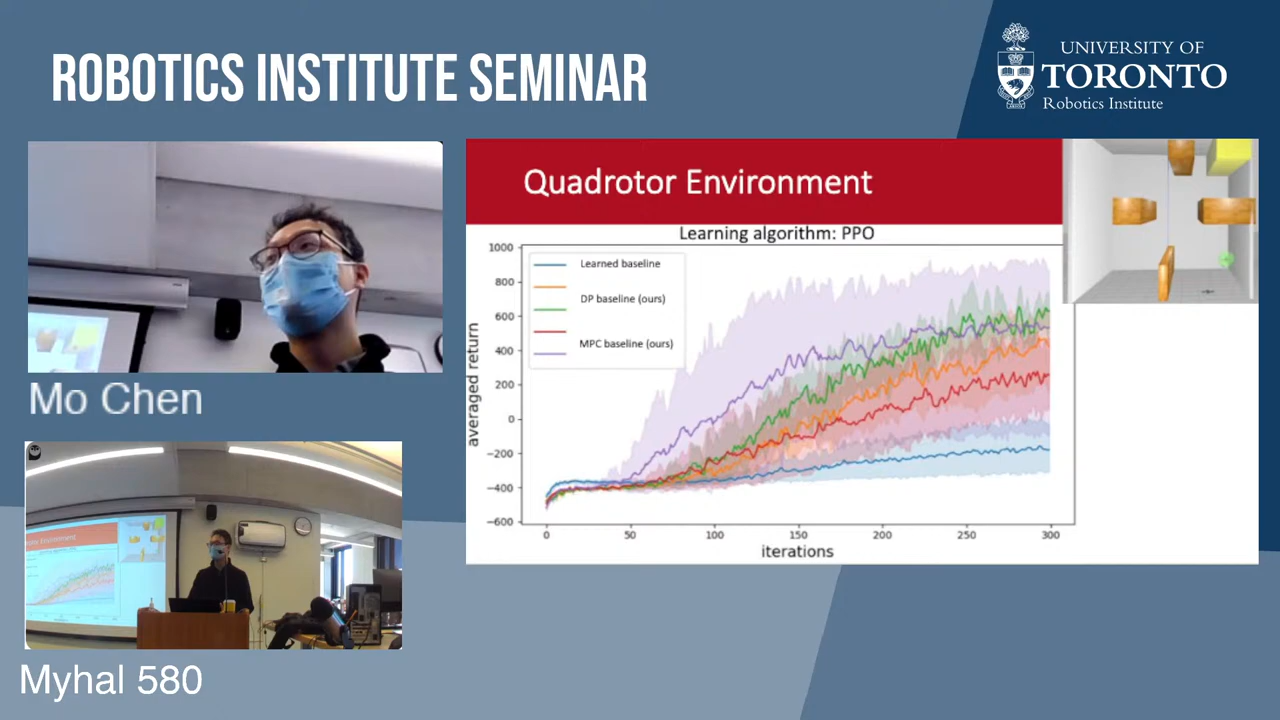 ROBOTICS INSTITUTE SEMINAR
UNIVERSITY OF
TORONTO
Robotics Institute
Mo Chen
Myhal 580
Quadrotor Environment
Learning algorithm: PPO
Learned baseline
DP baseline (ours)
MPC baseline (ours)
averaged return
1000
800
600
400
200
0
−200
−400
−600
0 50 100 150 200 250 300
iterations